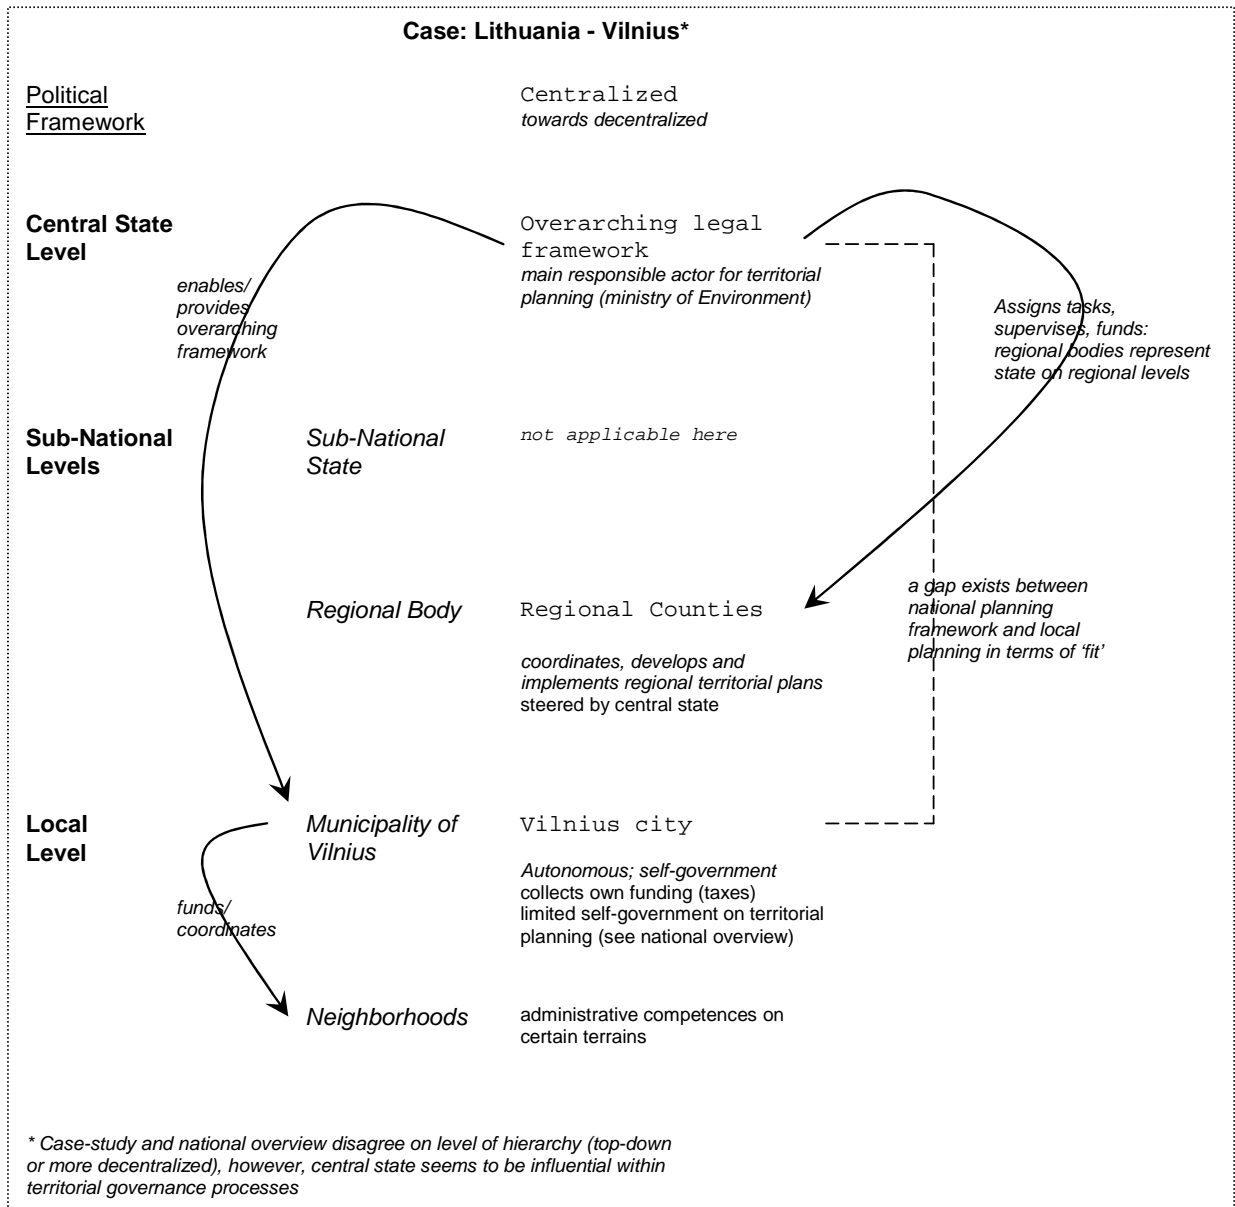 Case: Lithuania - Vilnius*
Political
Framework
Centralized
towards decentralized
Central State
Level
Overarching legal
framework
main responsible actor for territorial
planning (ministry of Environment)
enables/
provides
overarching
framework
Assigns tasks,
supervises, funds:
regional bodies represent
state on regional levels
Sub-National
Levels
Sub-National
State
not applicable here
Regional Body
Regional Counties
coordinates, develops and
implements regional territorial plans
steered by central state
a gap exists between
national planning
framework and local
planning in terms of ‘fit’
Local
Level
Municipality of
Vilnius
Vilnius city
Autonomous; self-government
collects own funding (taxes)
limited self-government on territorial
planning (see national overview)
funds/
coordinates
Neighborhoods
administrative competences on
certain terrains
* Case-study and national overview disagree on level of hierarchy (top-down
or more decentralized), however, central state seems to be influential within
territorial governance processes